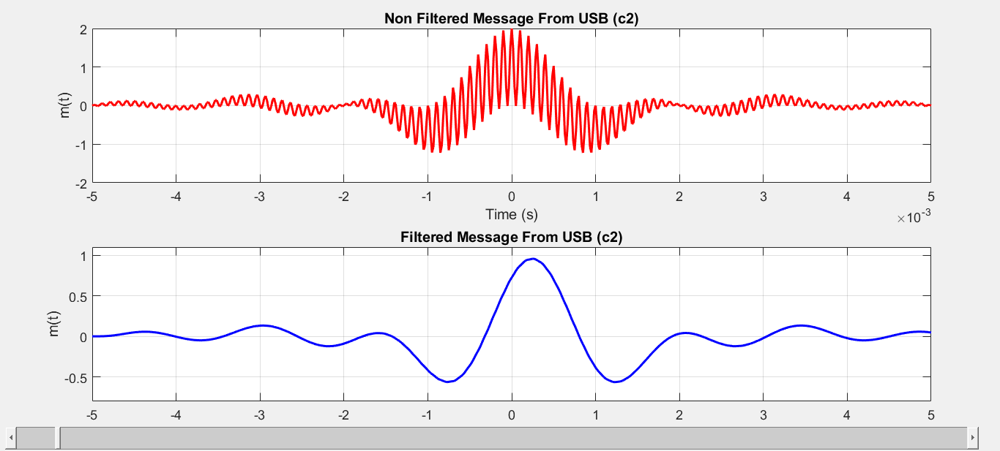 Non Filtered Message From USB (c2)
2
1
0
-1
-2
m(t)
-5 -4 -3 -2 -1 0 1 2 3 4 5
Time (s)
×10-3
Filtered Message From USB (c2)
1
0.5
0
-0.5
m(t)
-5 -4 -3 -2 -1 0 1 2 3 4 5